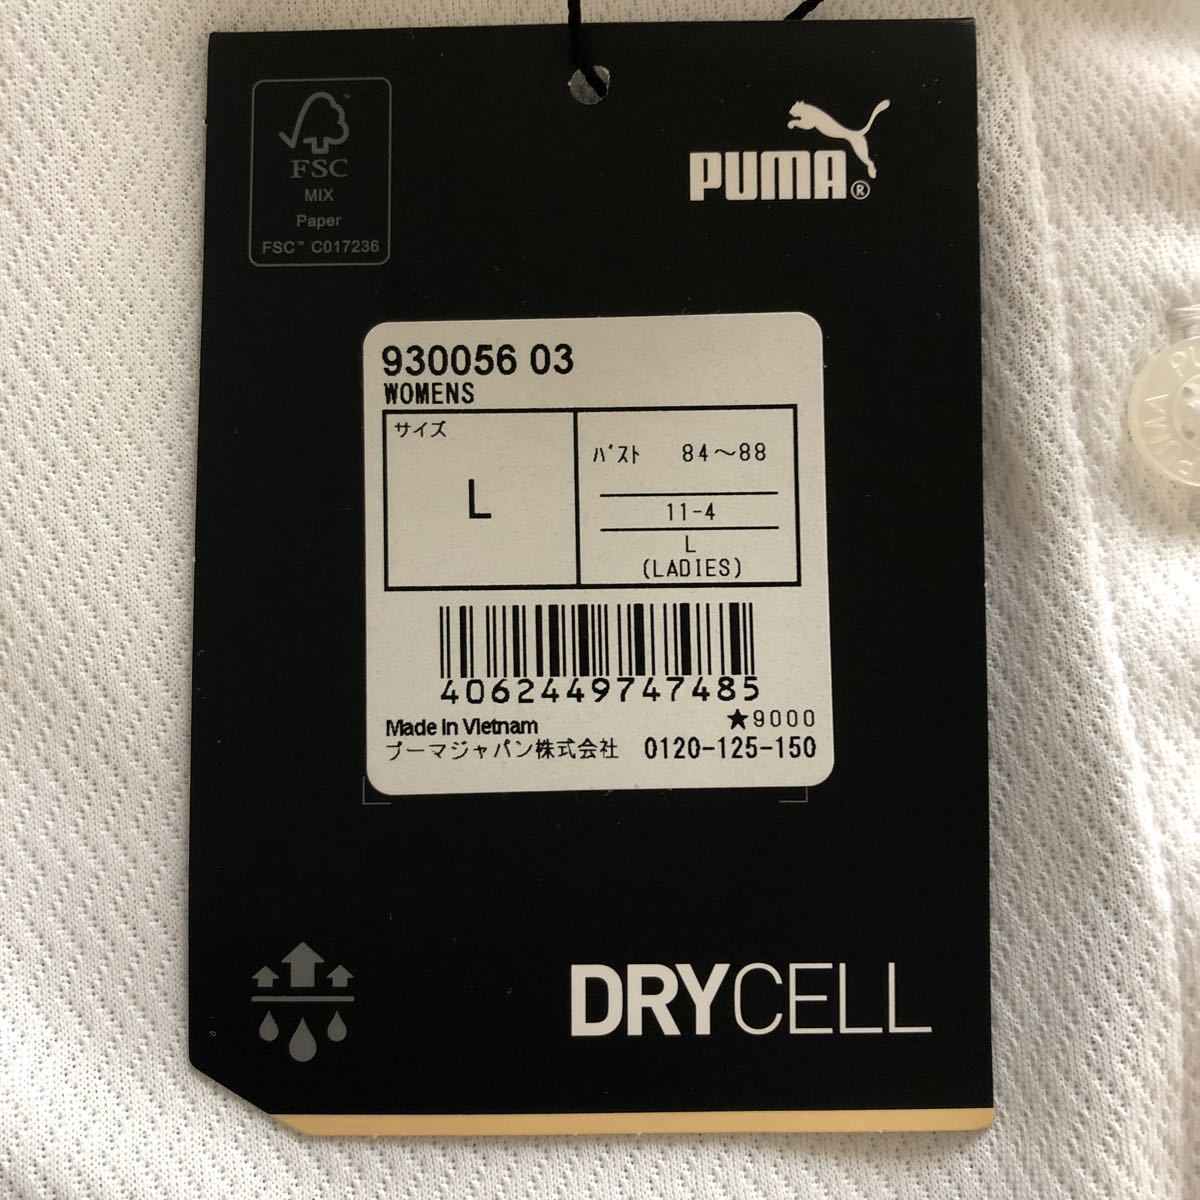 FSC™
MIX
Paper
FSC™ C017236
PUMA®
930056 03
WOMENS
サイズ
L
ﾊﾞｽﾄ 84～88
11-4
L
(LADIES)
4062449747485
★9000
Made in Vietnam
プーマジャパン株式会社 0120-125-150
DRYCELL
PUMA